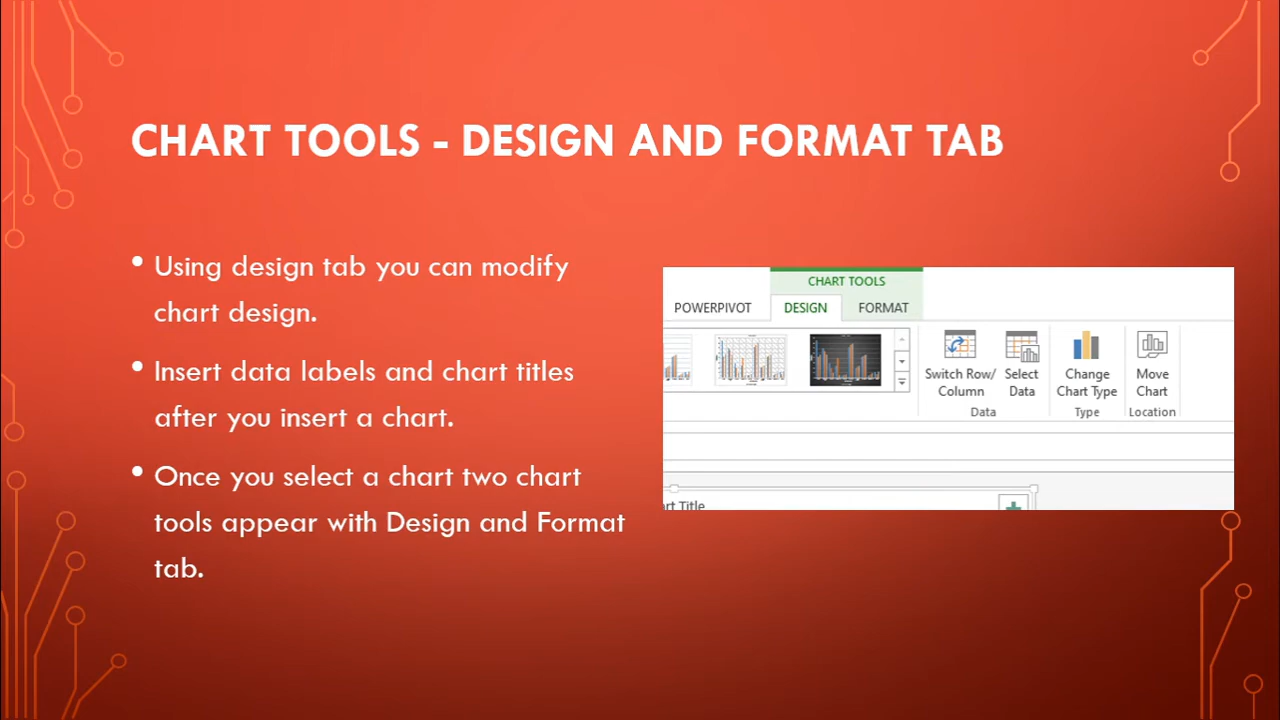 CHART TOOLS - DESIGN AND FORMAT TAB
• Using design tab you can modify
chart design.
• Insert data labels and chart titles
after you insert a chart.
• Once you select a chart two chart
tools appear with Design and Format
tab.
CHART TOOLS
POWERPIVOT DESIGN FORMAT
Switch Row/ Select Change Move
Column Data Chart Type Chart
Data Type Location
rt Title